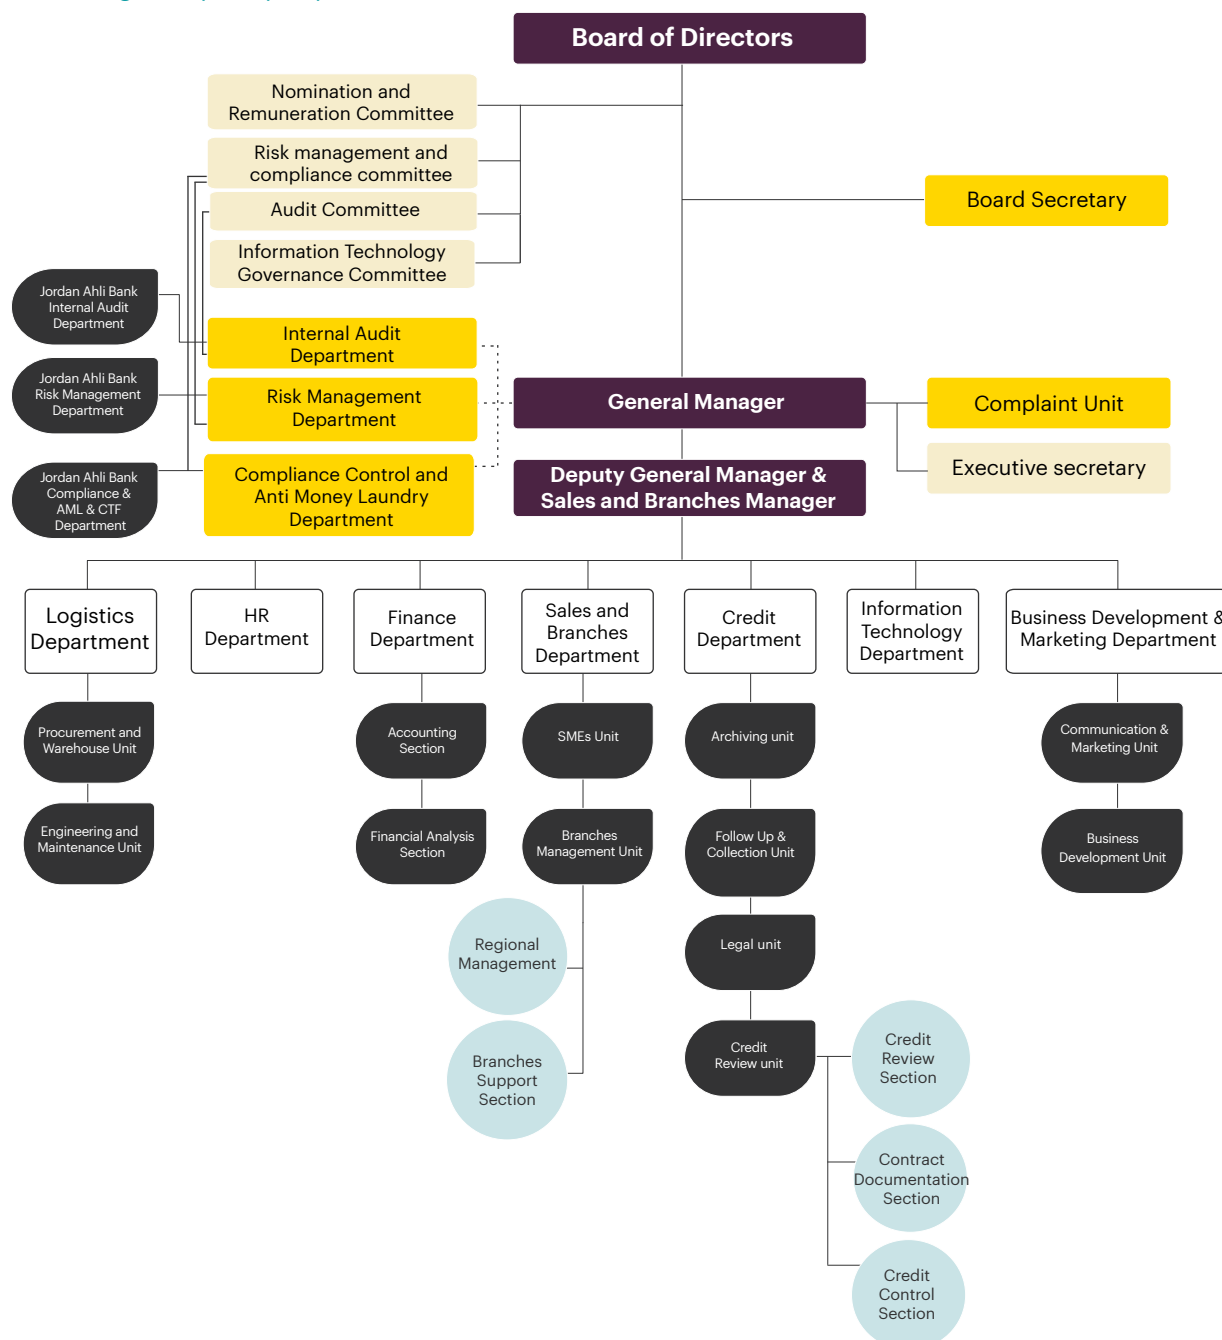 Board of Directors
Nomination and
Remuneration Committee
Risk management and
compliance committee
Audit Committee
Information Technology
Governance Committee
Board Secretary
Jordan Ahli Bank
Internal Audit
Department
Internal Audit
Department
Jordan Ahli Bank
Risk Management
Department
Risk Management
Department
General Manager
Complaint Unit
Jordan Ahli Bank
Compliance &
AML & CTF
Department
Compliance Control and
Anti Money Laundry
Department
Deputy General Manager &
Sales and Branches Manager
Executive secretary
Logistics
Department
HR
Department
Finance
Department
Sales and
Branches
Department
Credit
Department
Information
Technology
Department
Business Development &
Marketing Department
Procurement and
Warehouse Unit
Accounting
Section
SMEs Unit
Archiving unit
Communication &
Marketing Unit
Engineering and
Maintenance Unit
Financial Analysis
Section
Branches
Management Unit
Follow Up &
Collection Unit
Business
Development Unit
Regional
Management
Legal unit
Branches
Support
Section
Credit
Review unit
Credit
Review
Section
Contract
Documentation
Section
Credit
Control
Section